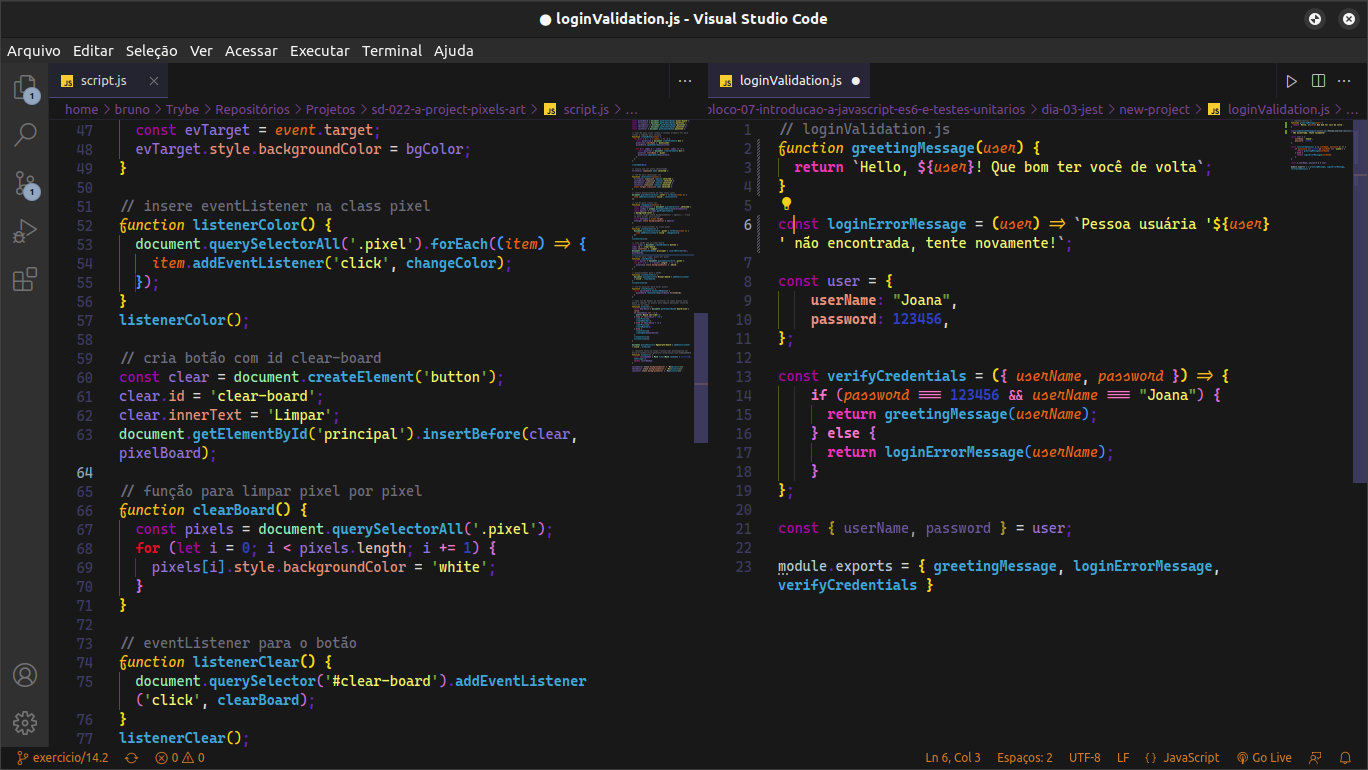 ● loginValidation.js - Visual Studio Code
Arquivo Editar Seleção Ver Acessar Executar Terminal Ajuda
JS script.js ×
home > bruno > Trybe > Repositórios > Projetos > sd-022-a-project-pixels-art > JS script.js > ...
47 const evTarget = event.target;
48 evTarget.style.backgroundColor = bgColor;
49 }
50
51 // insere eventListener na class pixel
52 function listenerColor() {
53 document.querySelectorAll('.pixel').forEach((item) => {
54 item.addEventListener('click', changeColor);
55 });
56 }
57 listenerColor();
58
59 // cria botão com id clear-board
60 const clear = document.createElement('button');
61 clear.id = 'clear-board';
62 clear.innerText = 'Limpar';
63 document.getElementById('principal').insertBefore(clear,
pixelBoard);
64
65 // função para limpar pixel por pixel
66 function clearBoard() {
67 const pixels = document.querySelectorAll('.pixel');
68 for (let i = 0; i < pixels.length; i += 1) {
69 pixels[i].style.backgroundColor = 'white';
70 }
71 }
72
73 // eventListener para o botão
74 function listenerClear() {
75 document.querySelector('#clear-board').addEventListener
('click', clearBoard);
76 }
77 listenerClear();
JS loginValidation.js ●
bloco-07-introducao-a-javascript-es6-e-testes-unitarios > dia-03-jest > new-project > JS loginValidation.js > ...
1 // loginValidation.js
2 function greetingMessage(user) {
3 return `Hello, ${user}! Que bom ter você de volta`;
4 }
5
6 const loginErrorMessage = (user) => `Pessoa usuária '${user}
' não encontrada, tente novamente!`;
7
8 const user = {
9 userName: "Joana",
10 password: 123456,
11 };
12
13 const verifyCredentials = ({ userName, password }) => {
14 if (password === 123456 && userName === "Joana") {
15 return greetingMessage(userName);
16 } else {
17 return loginErrorMessage(userName);
18 }
19 };
20
21 const { userName, password } = user;
22
23 module.exports = { greetingMessage, loginErrorMessage,
verifyCredentials }
1
1
exercicio/14.2 0 0 Ln 6, Col 3 Espaços: 2 UTF-8 LF {} JavaScript Go Live